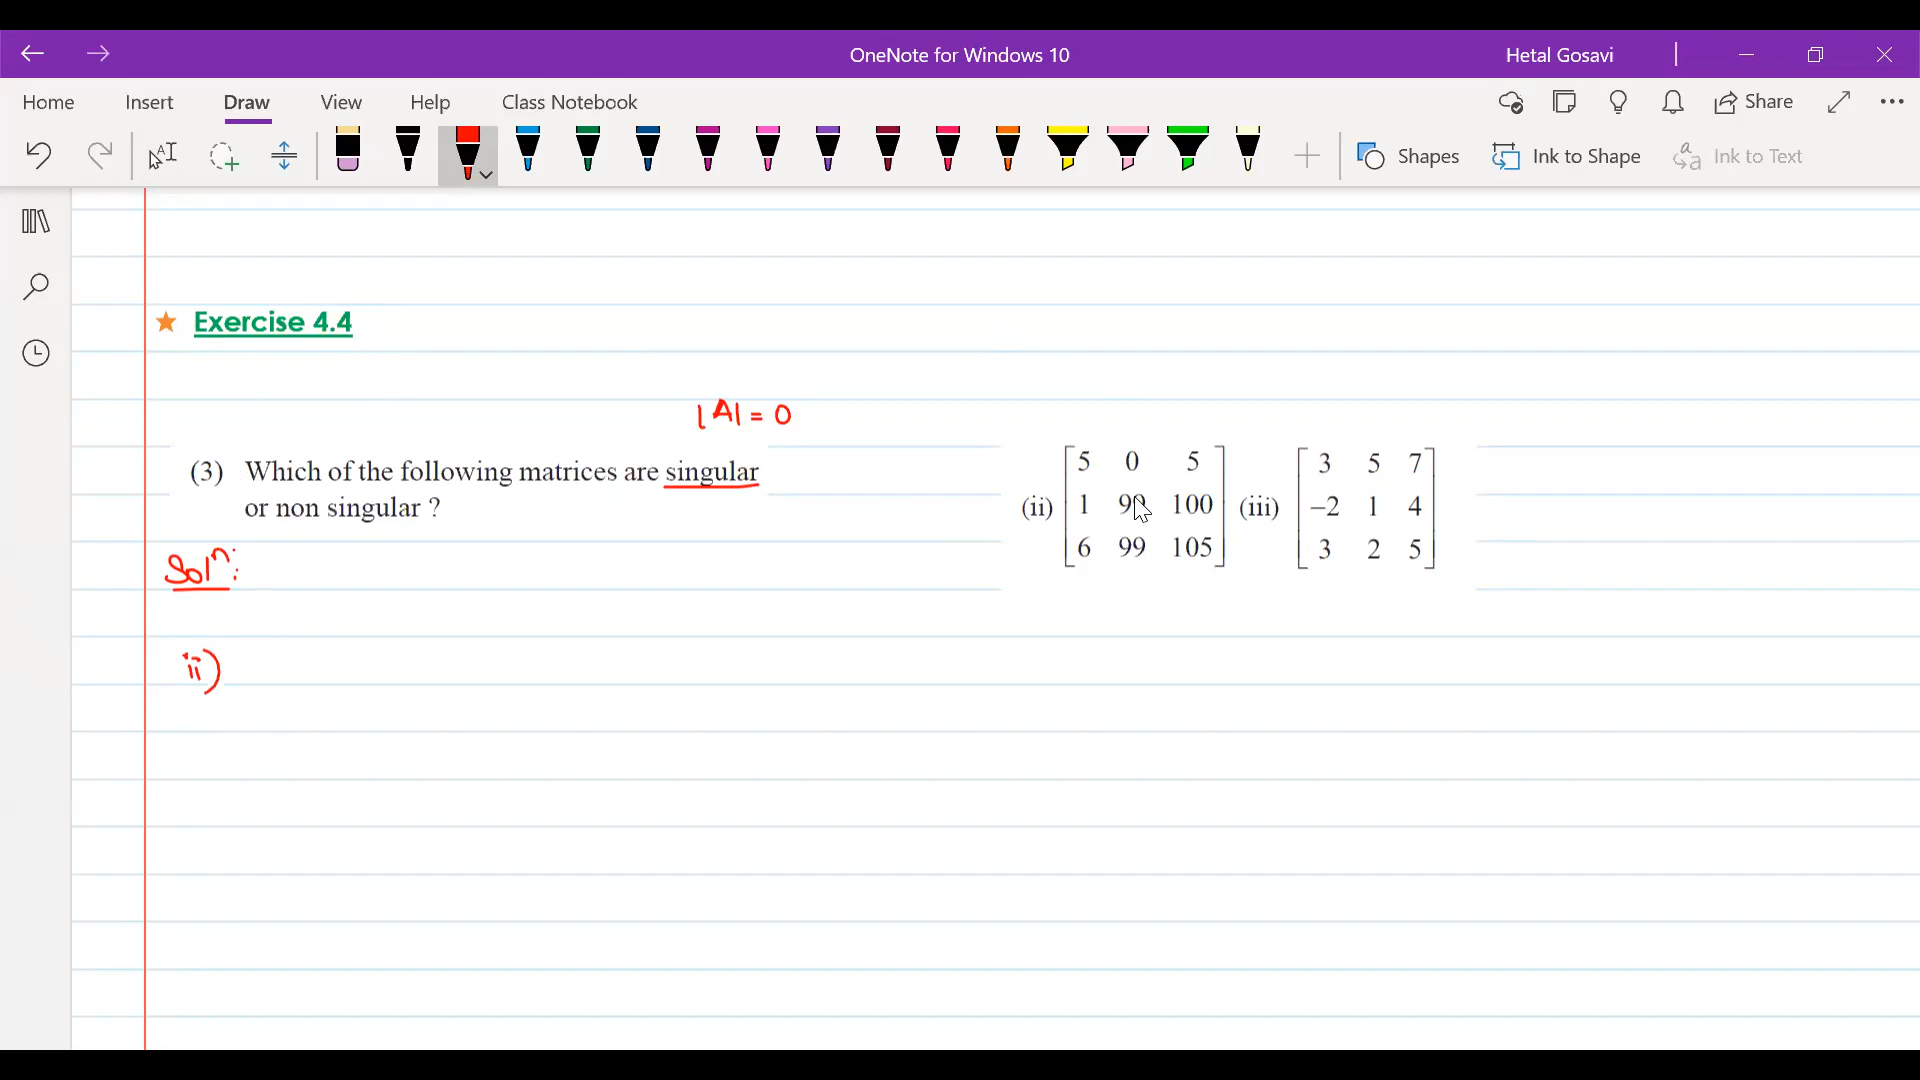 OneNote for Windows 10
Hetal Gosavi
Home Insert Draw View Help Class Notebook
Share
Shapes Ink to Shape Ink to Text
Exercise 4.4
|A| = 0
(3) Which of the following matrices are singular
or non singular ?
5 0 5
(ii) 1 99 100
6 99 105
3 5 7
(iii) −2 1 4
3 2 5
Solⁿ:
ii)